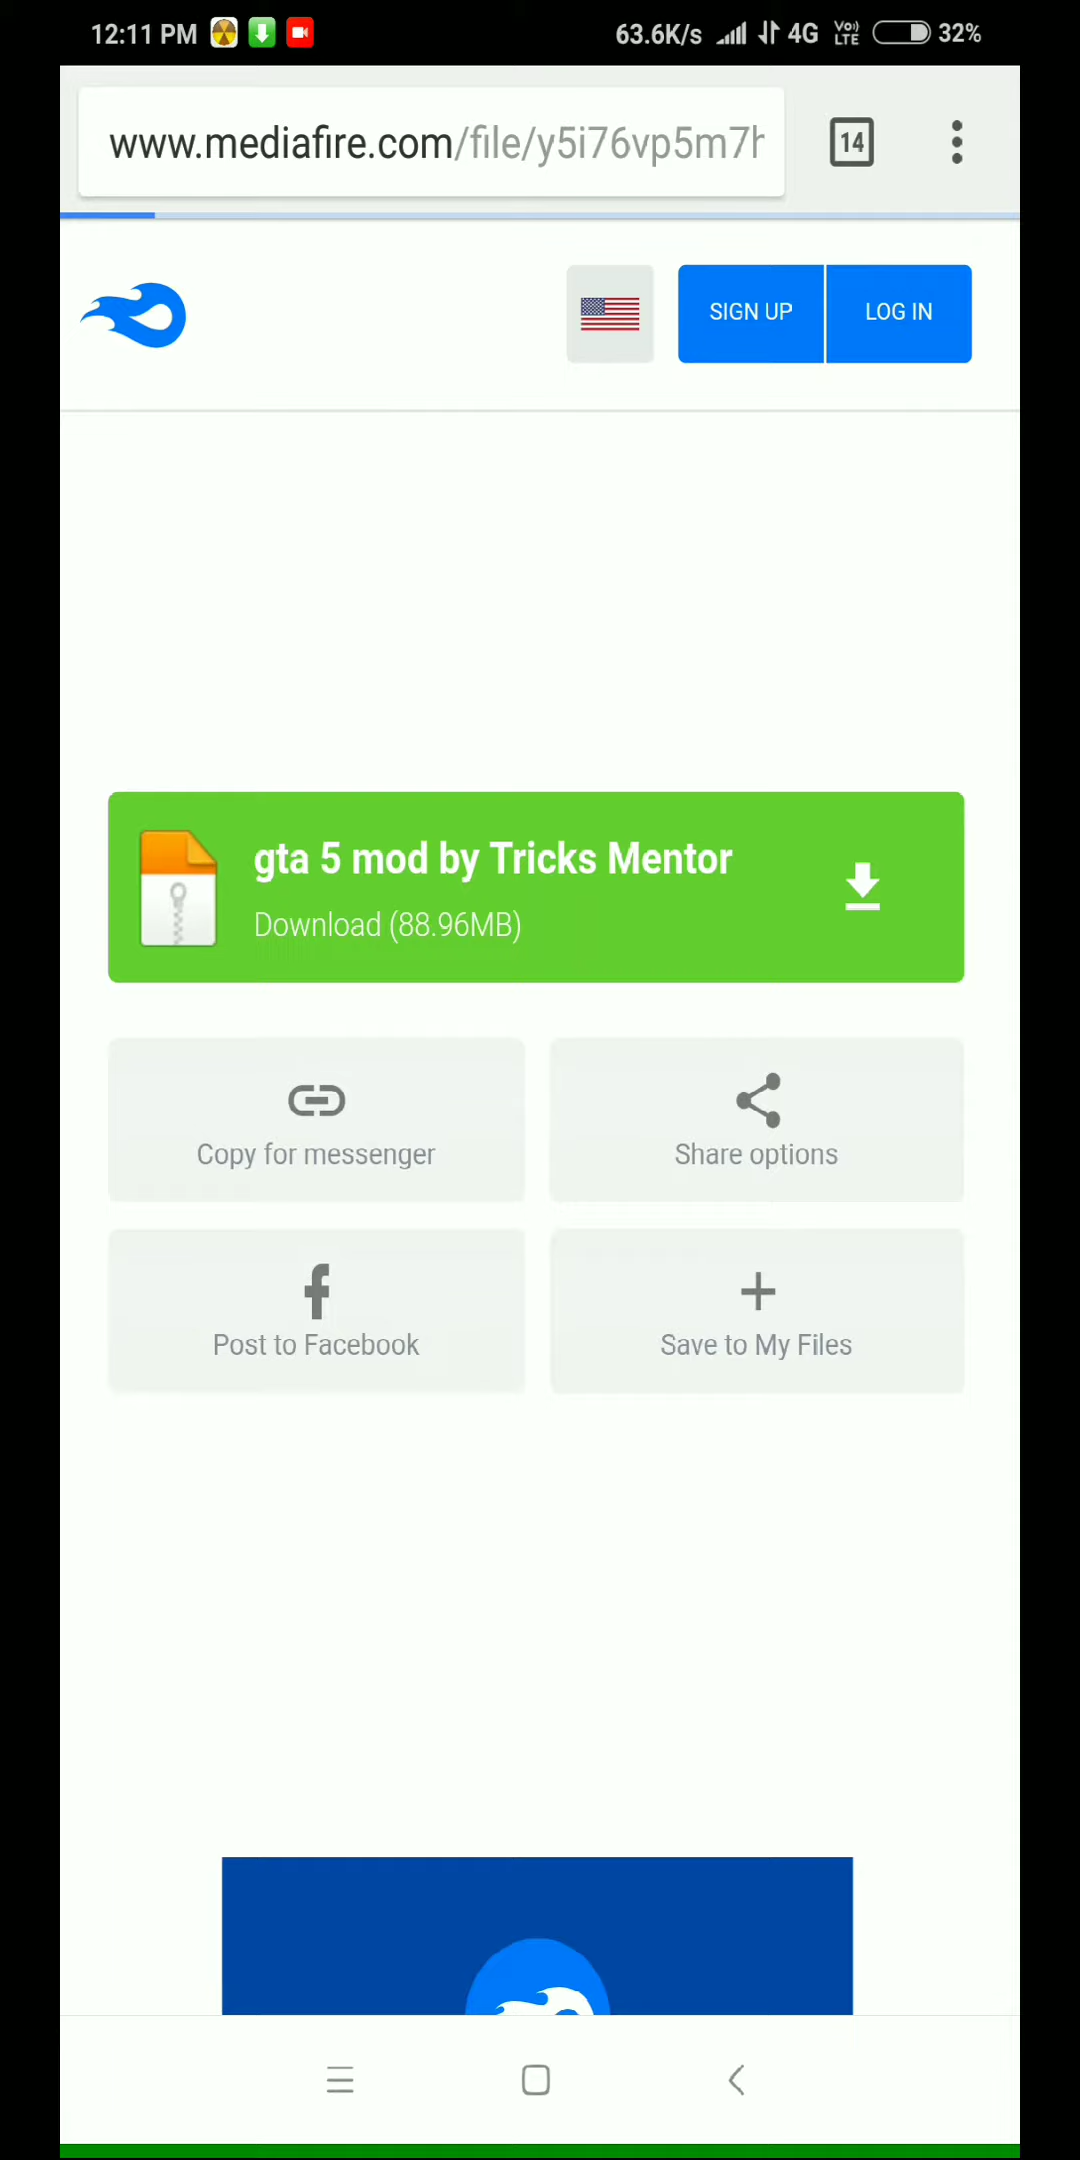 12:11 PM 63.6K/s 4G VoLTE 32%
www.mediafire.com/file/y5i76vp5m7h
14
SIGN UP LOG IN
gta 5 mod by Tricks Mentor
Download (88.96MB)
Copy for messenger Share options
Post to Facebook Save to My Files